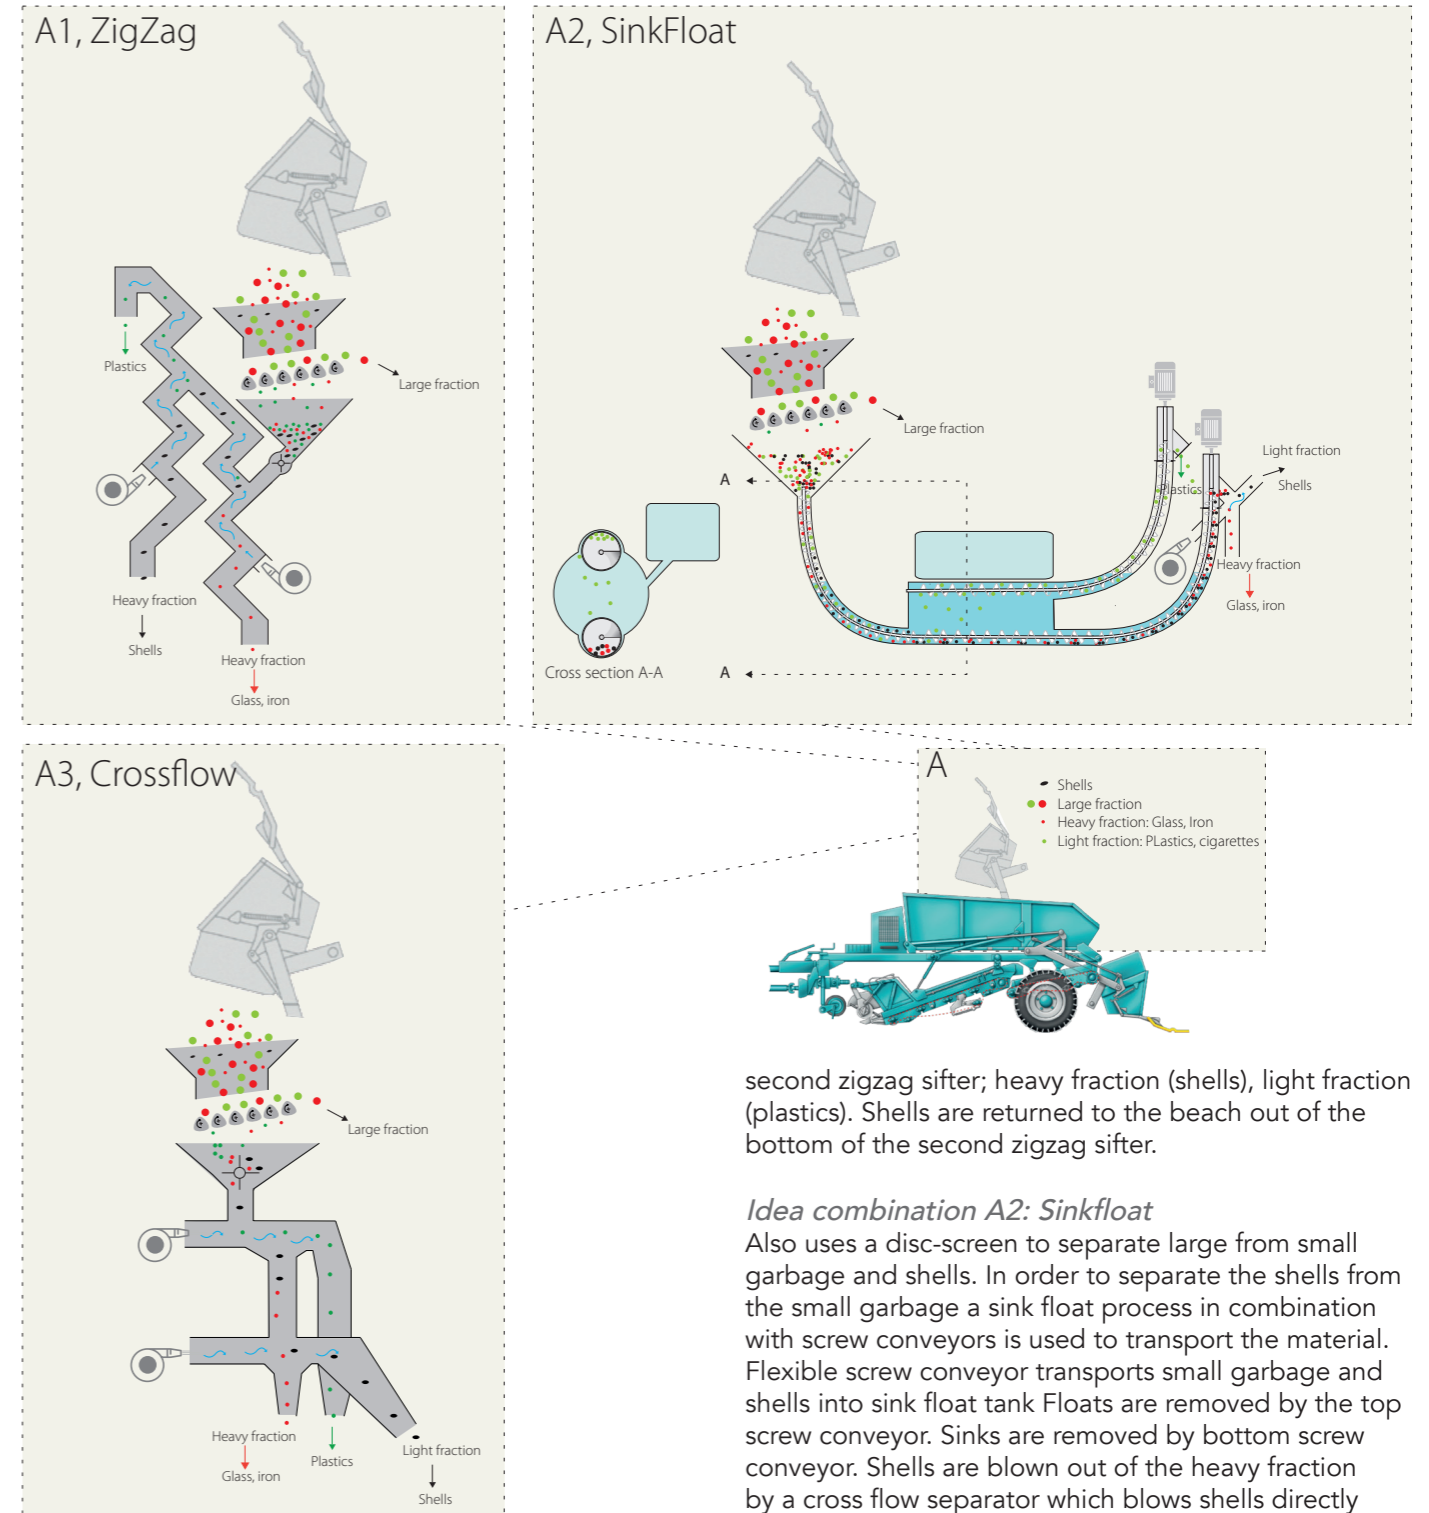 A1, ZigZag
Plastics
Large fraction
Heavy fraction
Shells
Heavy fraction
Glass, iron
A2, SinkFloat
Large fraction
A
Plastics
Light fraction
Shells
Heavy fraction
Glass, iron
Cross section A-A
A
A3, Crossflow
Large fraction
Heavy fraction
Glass, iron
Plastics
Light fraction
Shells
A
Shells
Large fraction
Heavy fraction: Glass, Iron
Light fraction: PLastics, cigarettes
second zigzag sifter; heavy fraction (shells), light fraction
(plastics). Shells are returned to the beach out of the
bottom of the second zigzag sifter.
Idea combination A2: Sinkfloat
Also uses a disc-screen to separate large from small
garbage and shells. In order to separate the shells from
the small garbage a sink float process in combination
with screw conveyors is used to transport the material.
Flexible screw conveyor transports small garbage and
shells into sink float tank Floats are removed by the top
screw conveyor. Sinks are removed by bottom screw
conveyor. Shells are blown out of the heavy fraction
by a cross flow separator which blows shells directly